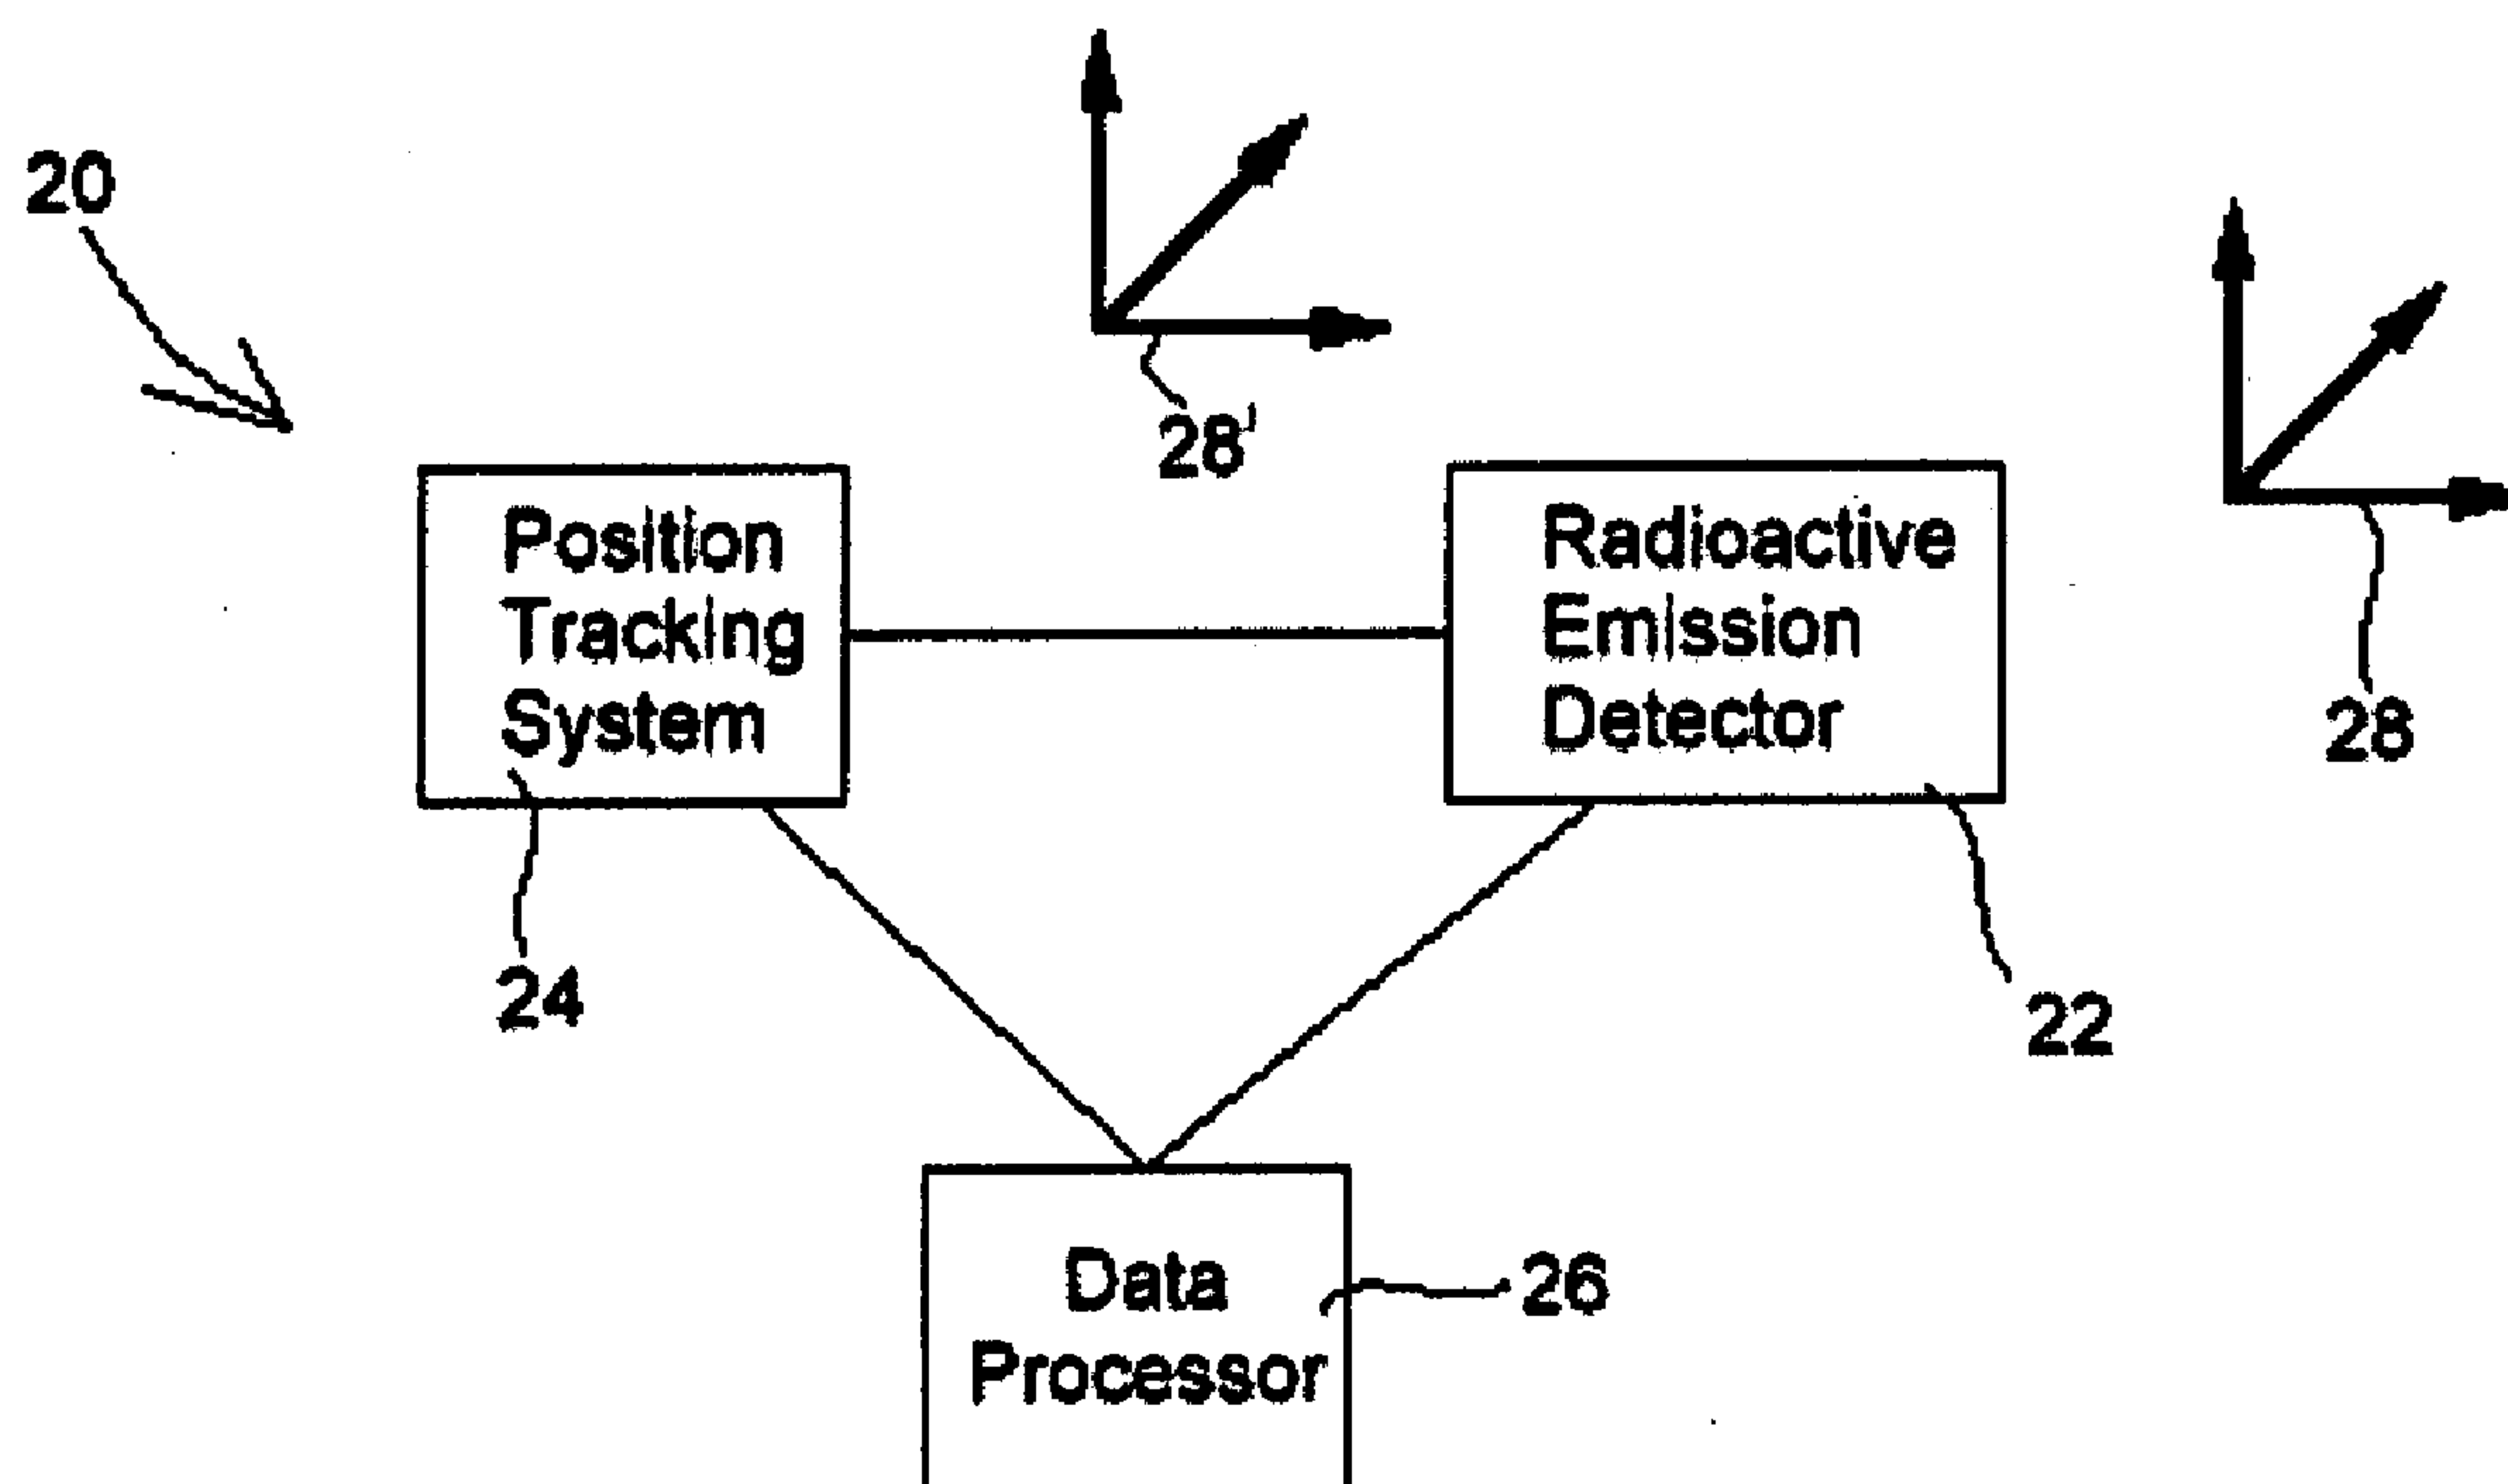 20
28'
28
Position
Tracking
System
Radioactive
Emission
Detector
24
22
Data
Processor
26